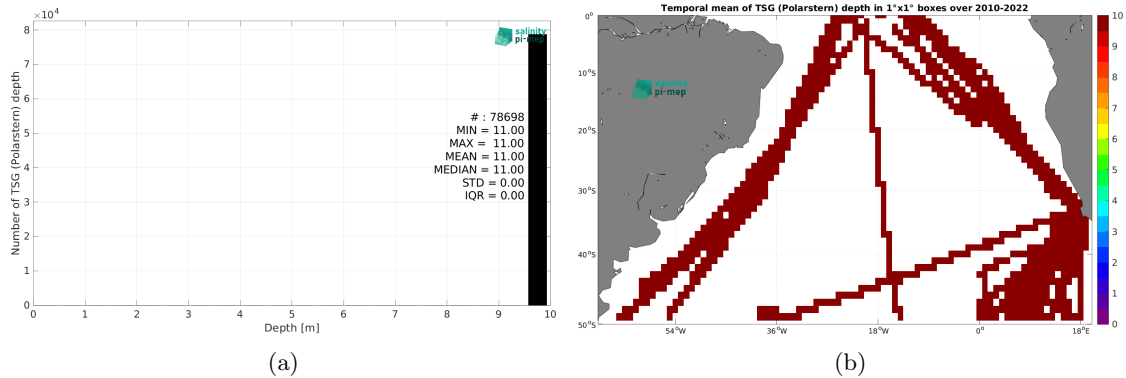 ×10⁴
8
7
6
5
4
3
2
1
0
Number of TSG (Polarstern) depth
salinity
pi-mep
# : 78698
MIN = 11.00
MAX = 11.00
MEAN = 11.00
MEDIAN = 11.00
STD = 0.00
IQR = 0.00
0 1 2 3 4 5 6 7 8 9 10
Depth [m]
(a)
Temporal mean of TSG (Polarstern) depth in 1°x1° boxes over 2010-2022
0°
10°S
20°S
30°S
40°S
50°S
salinity
pi-mep
54°W 36°W 18°W 0° 18°E
10
9
8
7
6
5
4
3
2
1
0
(b)